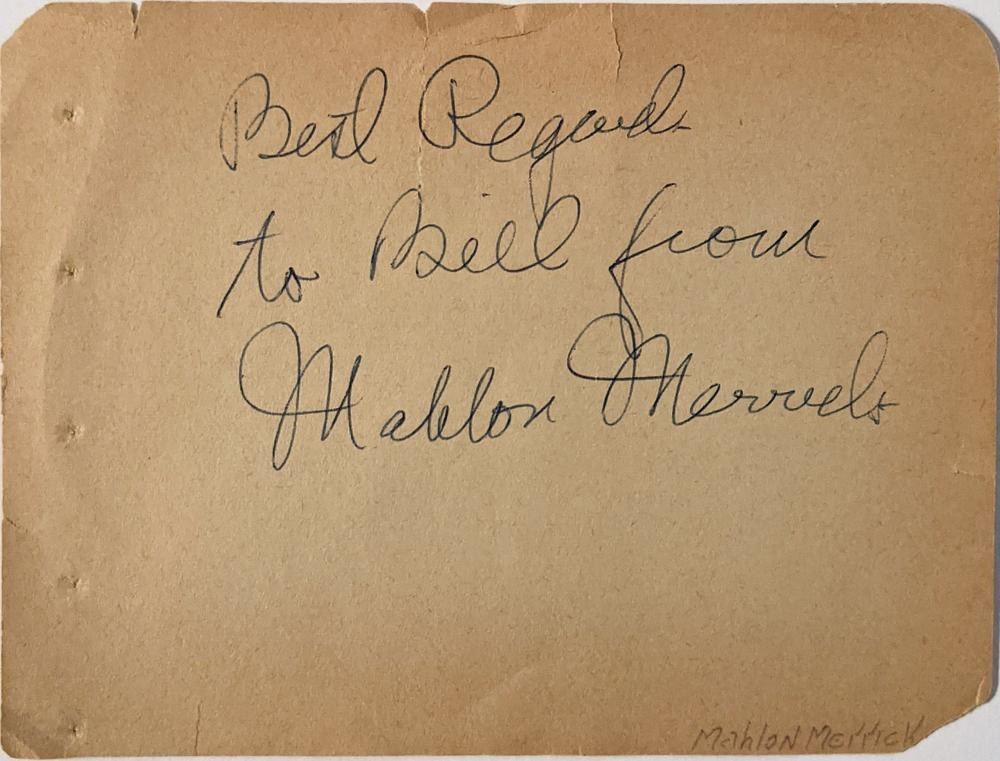 Best Regards
to Bill from
Mahlon Merrick
Mahlon Merrick